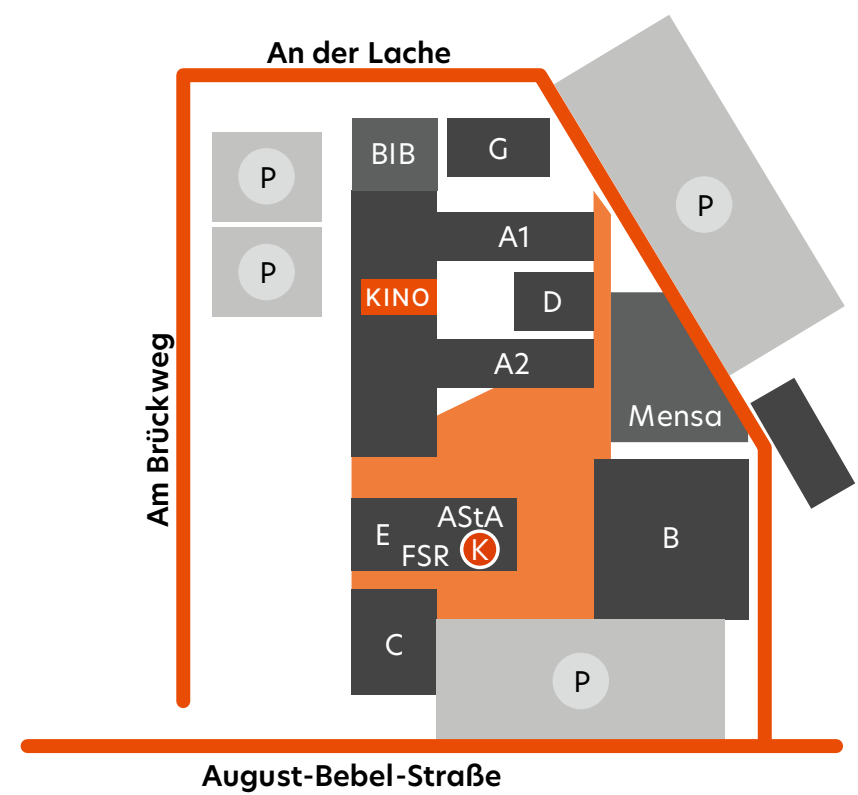 An der Lache
BIB
G
P
P
A1
P
KINO
D
A2
Am Brückweg
Mensa
AStA
E
FSR
K
B
C
P
August-Bebel-Straße